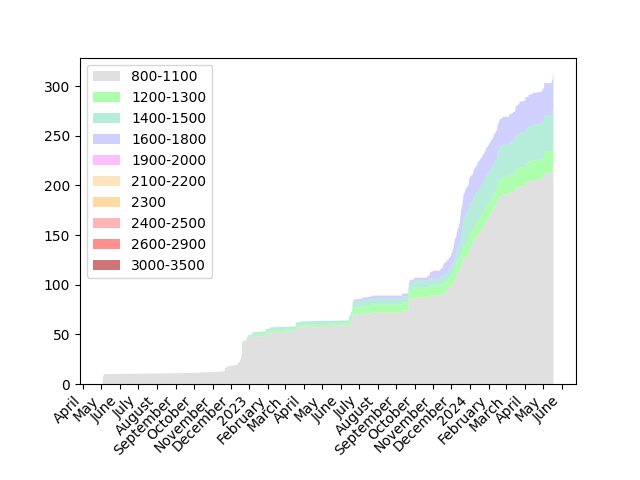 300
250
200
150
100
50
0
800-1100
1200-1300
1400-1500
1600-1800
1900-2000
2100-2200
2300
2400-2500
2600-2900
3000-3500
April
May
June
July
August
September
October
November
December
2023
February
March
April
May
June
July
August
September
October
November
December
2024
February
March
April
May
June